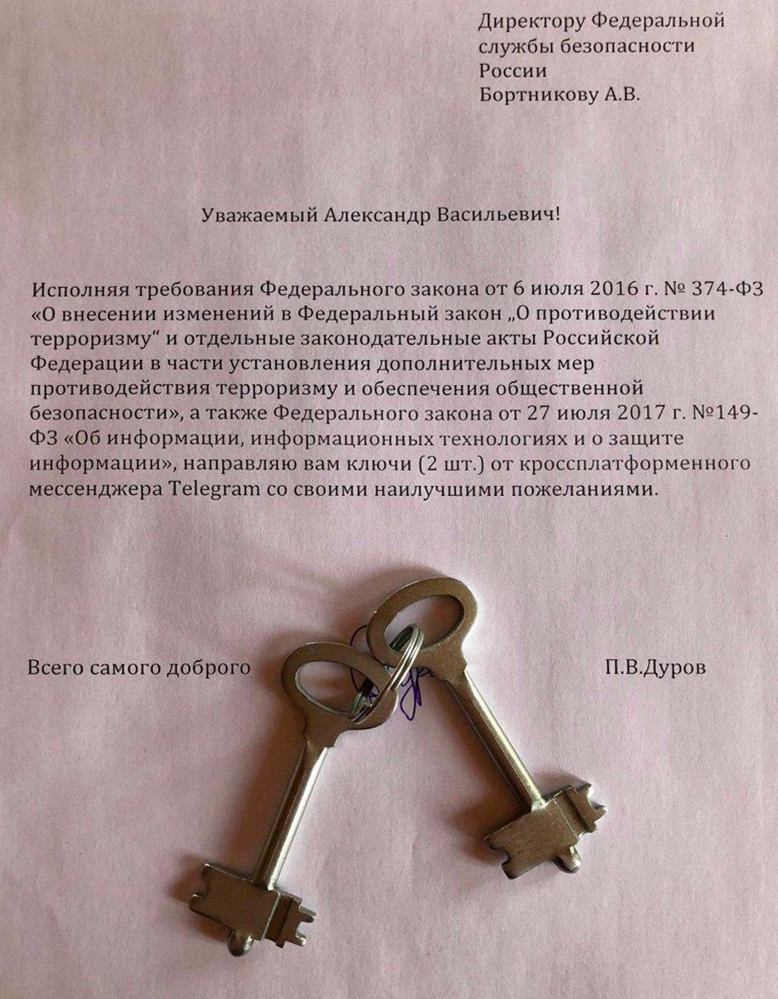 Директору Федеральной
службы безопасности
России
Бортникову А.В.
Уважаемый Александр Васильевич!
Исполняя требования Федерального закона от 6 июля 2016 г. № 374-ФЗ
«О внесении изменений в Федеральный закон „О противодействии
терроризму“ и отдельные законодательные акты Российской
Федерации в части установления дополнительных мер
противодействия терроризму и обеспечения общественной
безопасности», а также Федерального закона от 27 июля 2017 г. №149-
ФЗ «Об информации, информационных технологиях и о защите
информации», направляю вам ключи (2 шт.) от кроссплатформенного
мессенджера Telegram со своими наилучшими пожеланиями.
Всего самого доброго П.В.Дуров